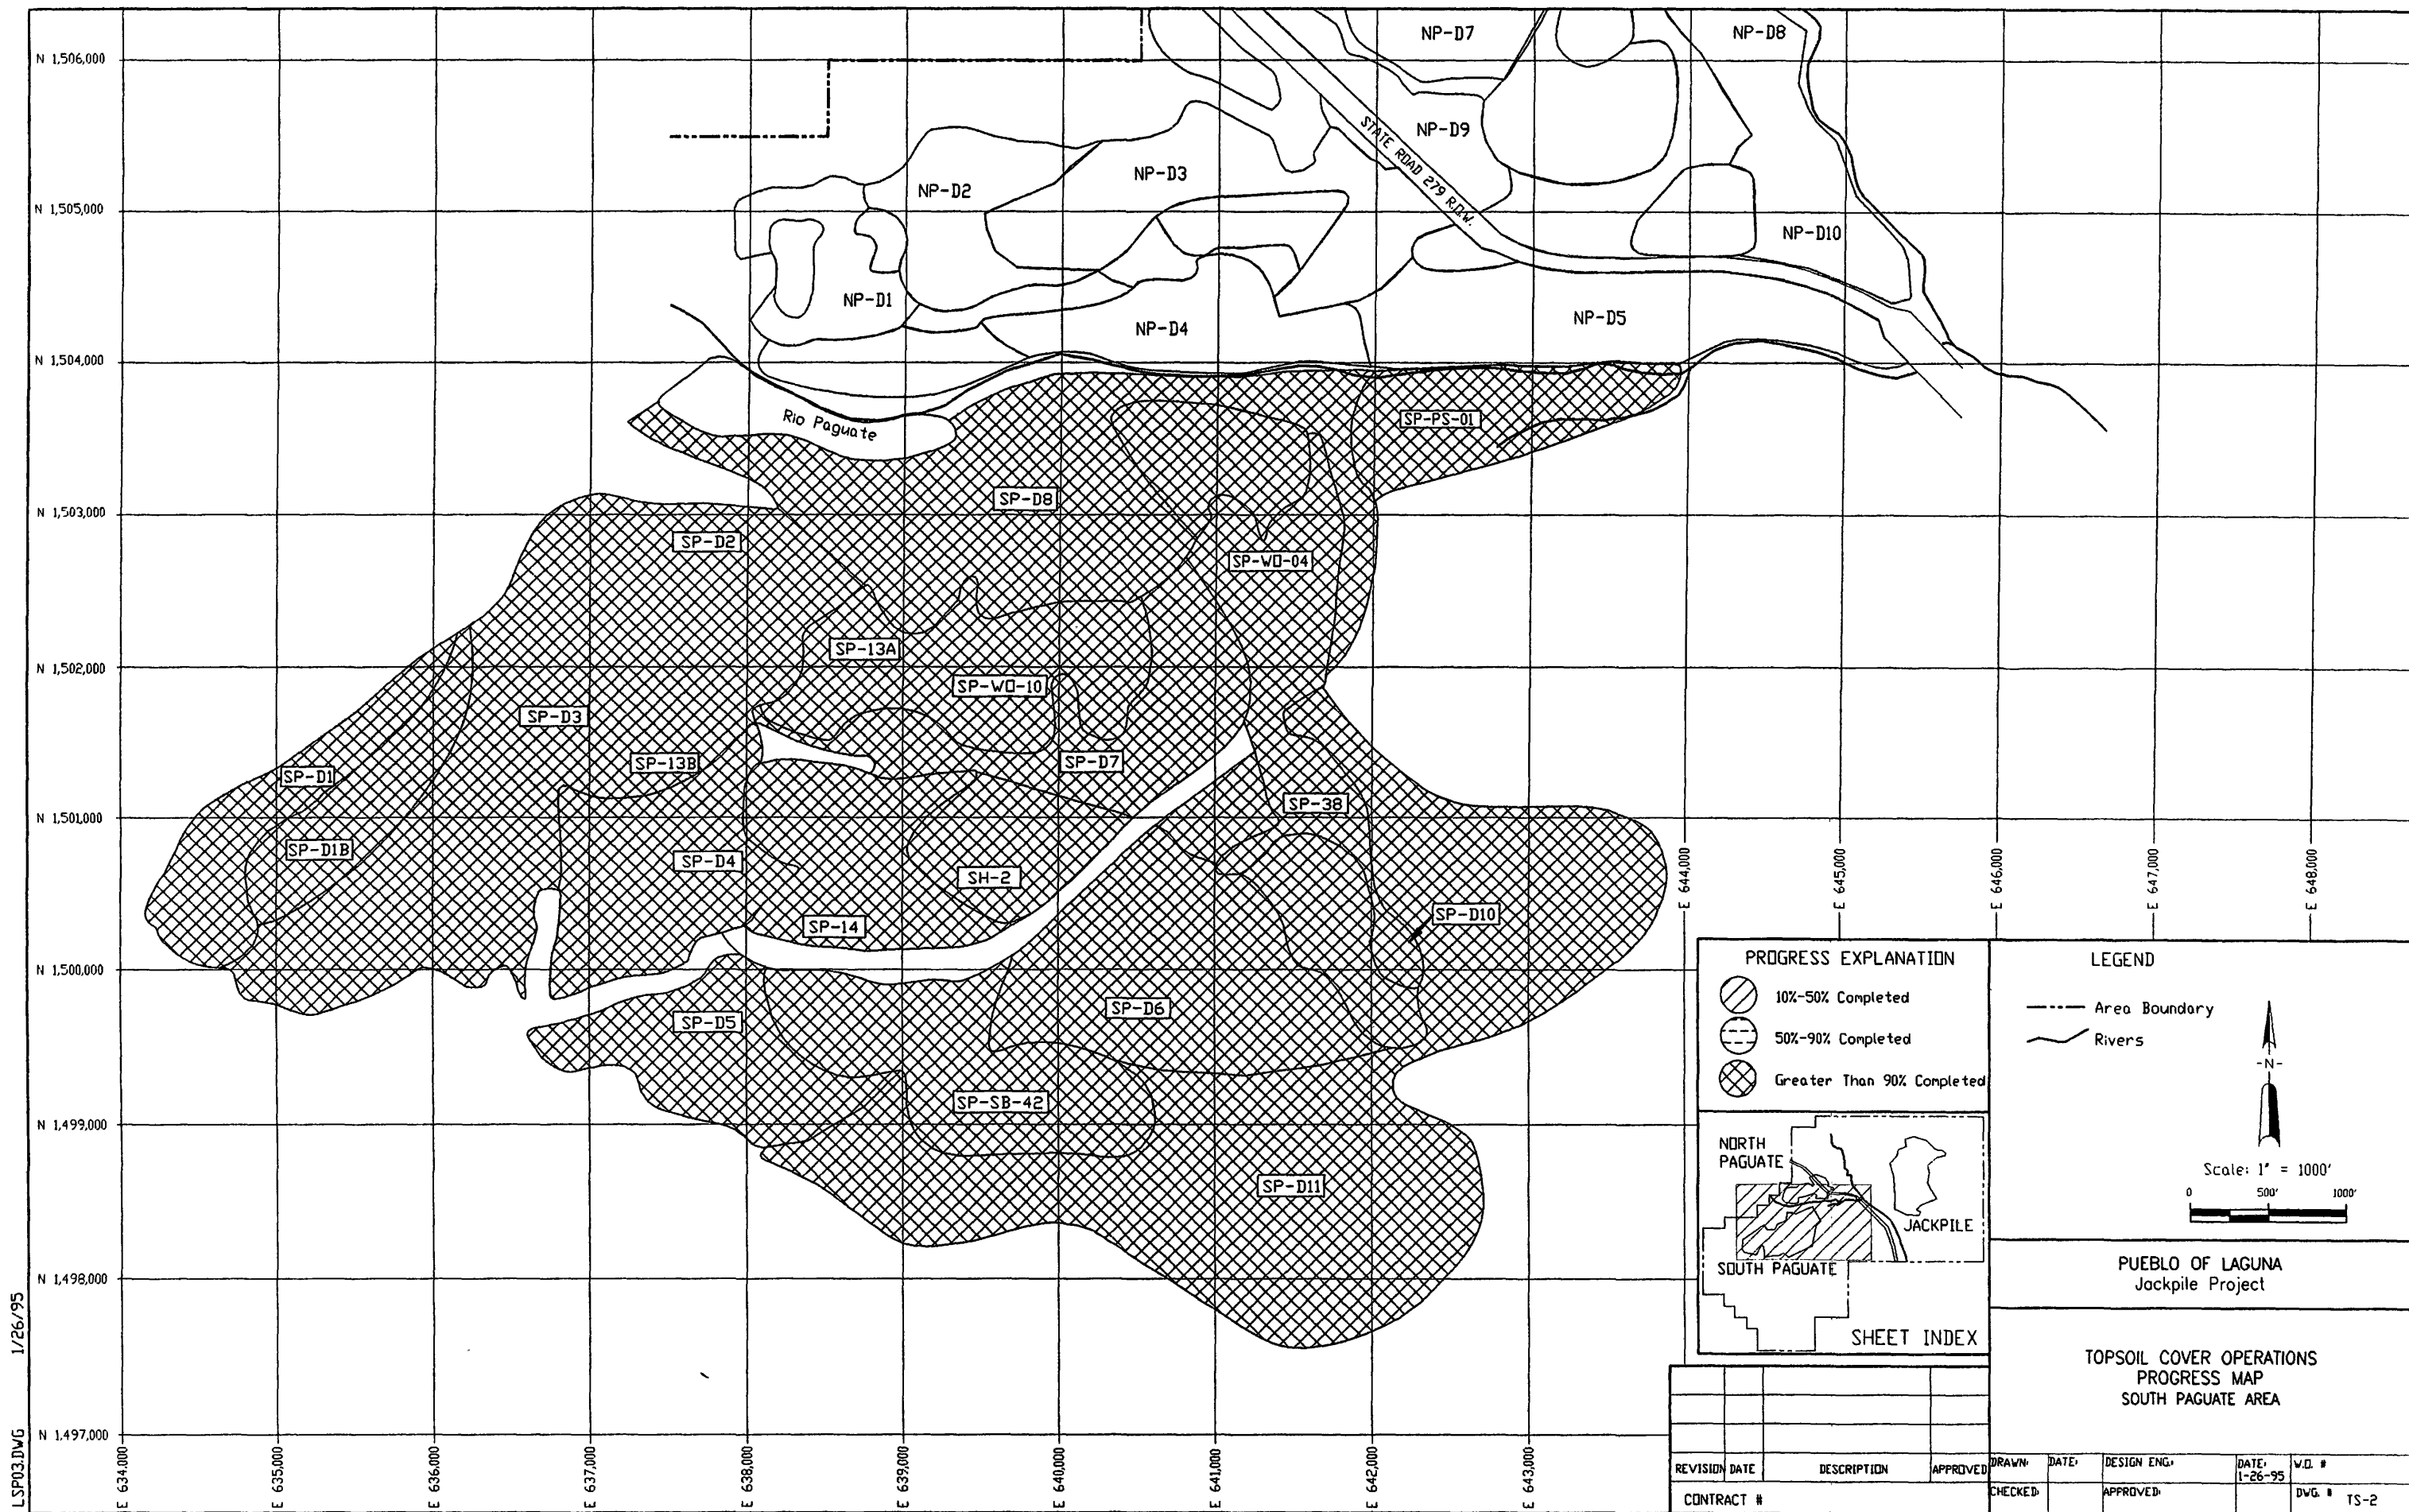 NP-D7
NP-D8
N 1,506,000
NP-D9
STATE ROAD 279 R.O.W.
NP-D3
NP-D2
N 1,505,000
NP-D10
NP-D1
NP-D5
NP-D4
N 1,504,000
Rio Paguate
SP-PS-01
SP-D8
N 1,503,000
SP-D2
SP-WO-04
SP-13A
N 1,502,000
SP-WO-10
SP-D3
SP-13B
SP-D7
SP-D1
SP-38
N 1,501,000
SP-D1B
SP-D4
SH-2
E 644,000
E 645,000
E 646,000
E 647,000
E 648,000
SP-D10
SP-14
N 1,500,000
SP-D6
SP-D5
SP-SB-42
N 1,499,000
SP-D11
N 1,498,000
N 1,497,000
E 634,000
E 635,000
E 636,000
E 637,000
E 638,000
E 639,000
E 640,000
E 641,000
E 642,000
E 643,000
LSP03.DWG 1/26/95
PROGRESS EXPLANATION
10%-50% Completed
50%-90% Completed
Greater Than 90% Completed
LEGEND
Area Boundary
Rivers
-N-
Scale: 1" = 1000'
0 500' 1000'
NORTH
PAGUATE
JACKPILE
SOUTH PAGUATE
SHEET INDEX
PUEBLO OF LAGUNA
Jackpile Project
TOPSOIL COVER OPERATIONS
PROGRESS MAP
SOUTH PAGUATE AREA
REVISION DATE DESCRIPTION APPROVED
CONTRACT #
DRAWN: DATE: DESIGN ENG.: DATE: 1-26-95 W.O. #
CHECKED: APPROVED: DWG. # TS-2